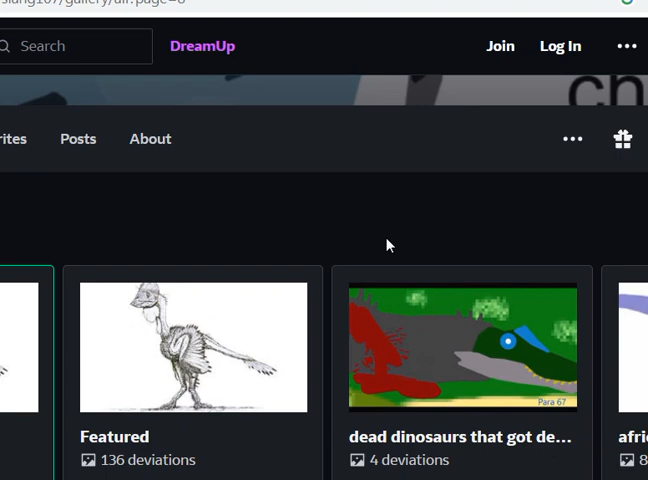 Search
DreamUp
Join
Log In
Posts
About
Para 67
Featured
dead dinosaurs that got de...
136 deviations
4 deviations
8